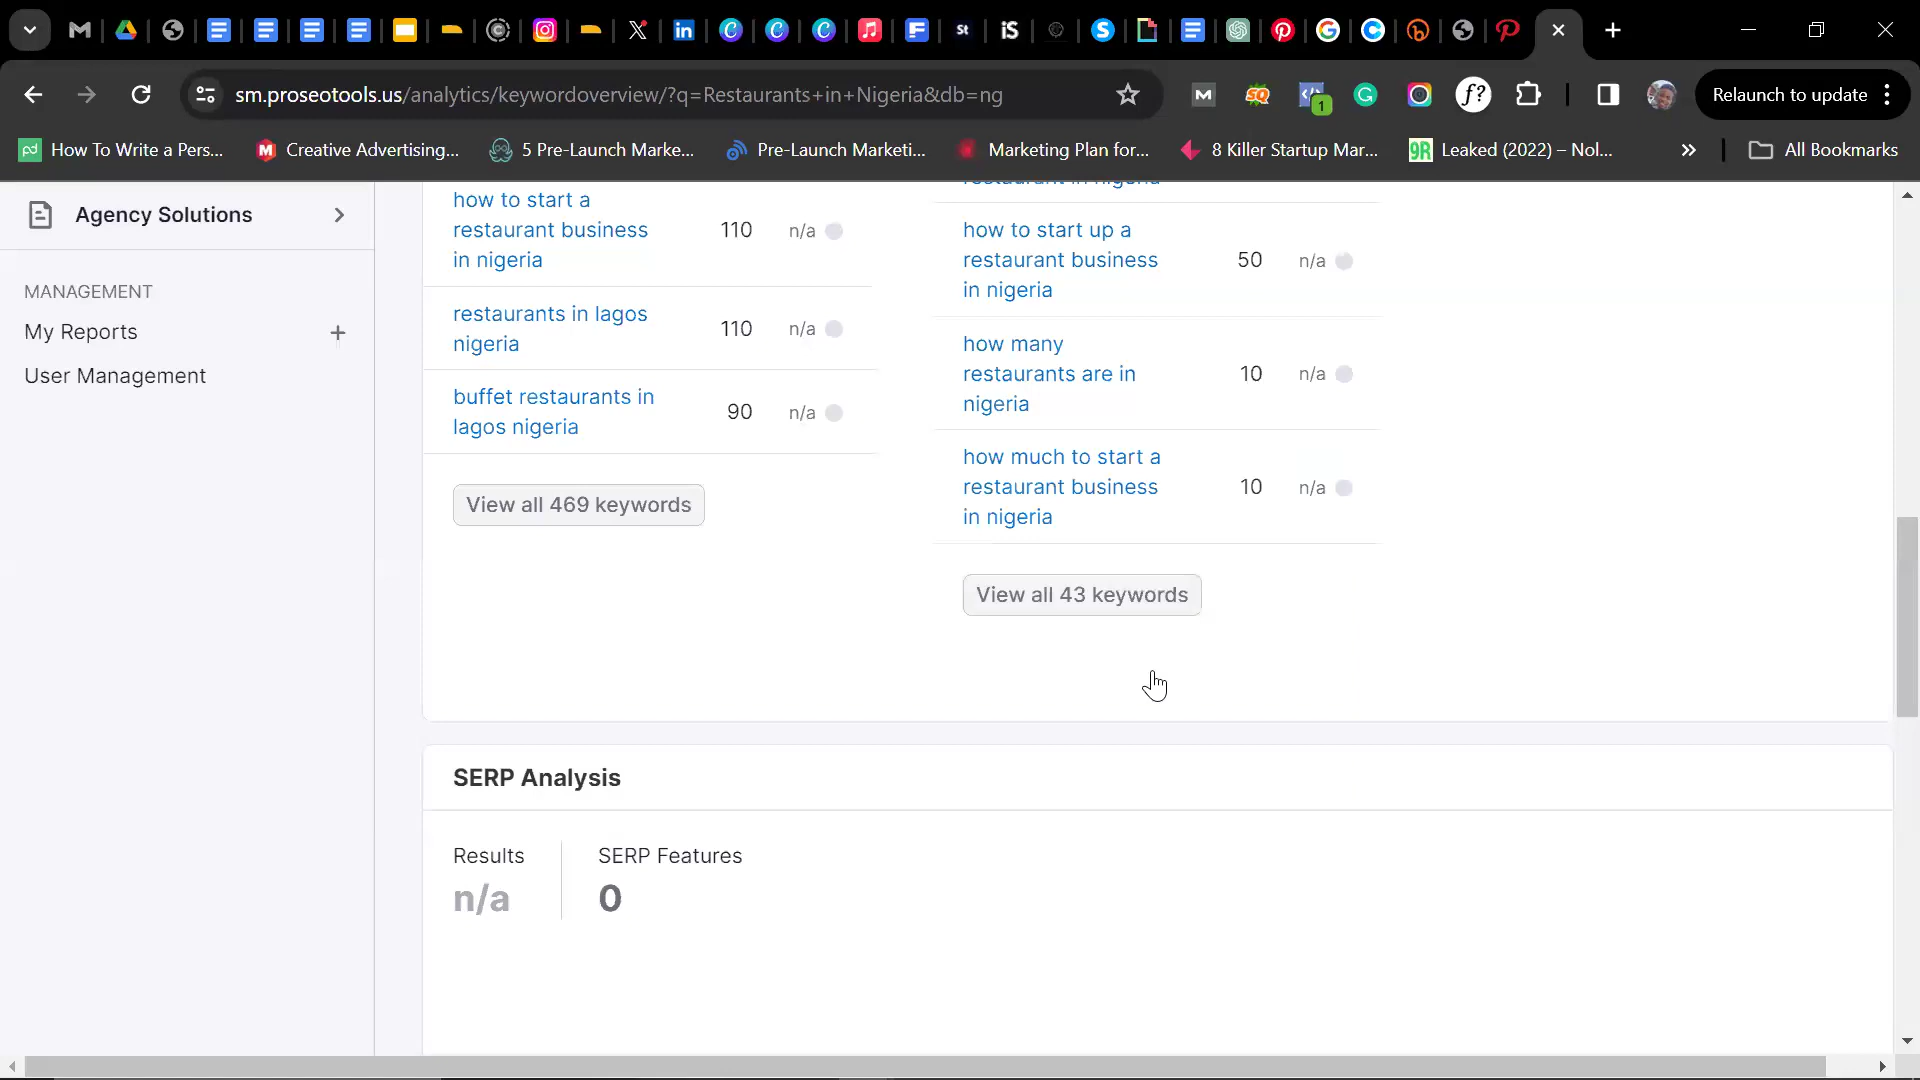 sm.proseotools.us/analytics/keywordoverview/?q=Restaurants+in+Nigeria&db=ng
Relaunch to update
How To Write a Pers...
Creative Advertising...
5 Pre-Launch Marke...
Pre-Launch Marketi...
Marketing Plan for...
8 Killer Startup Mar...
Leaked (2022) – Nol...
All Bookmarks
Agency Solutions
MANAGEMENT
My Reports
User Management
how to start a
restaurant business
in nigeria
110
n/a
restaurants in lagos
nigeria
110
n/a
buffet restaurants in
lagos nigeria
90
n/a
View all 469 keywords
restaurant in nigeria
how to start up a
restaurant business
in nigeria
50
n/a
how many
restaurants are in
nigeria
10
n/a
how much to start a
restaurant business
in nigeria
10
n/a
View all 43 keywords
SERP Analysis
Results
n/a
SERP Features
0